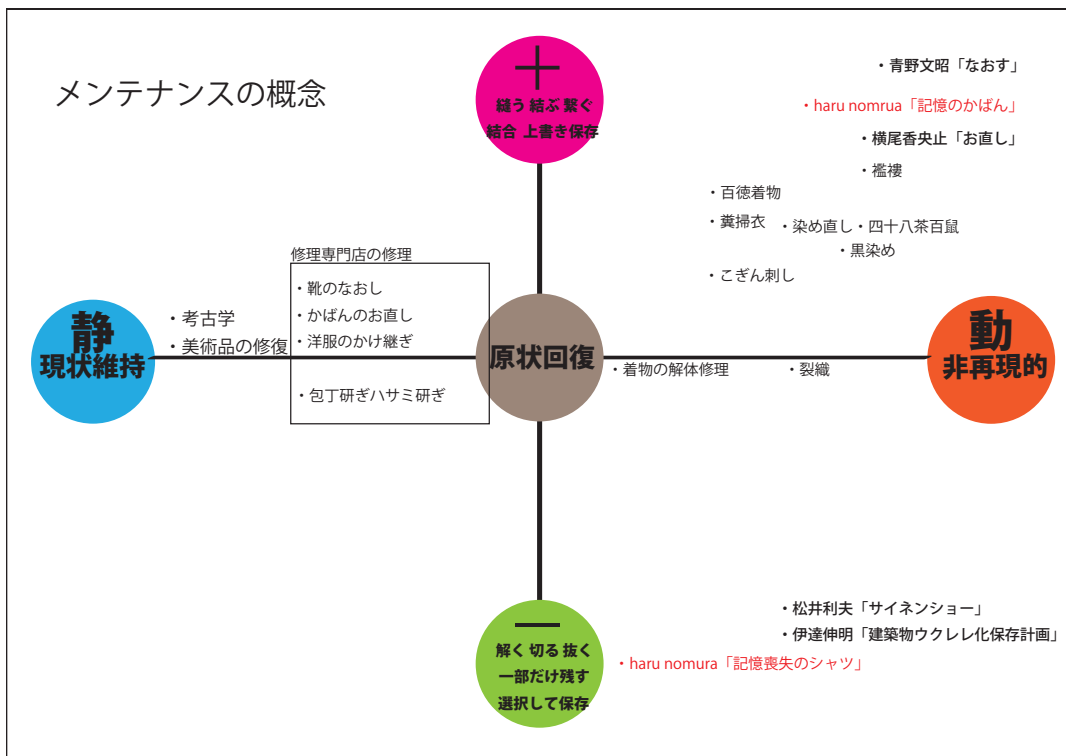 メンテナンスの概念
＋
縫う 結ぶ 繋ぐ
結合 上書き保存
・青野文昭「なおす」
・haru nomrua「記憶のかばん」
・横尾香央止「お直し」
・襤褸
・百徳着物
・糞掃衣
・染め直し・四十八茶百鼠
・黒染め
・こぎん刺し
修理専門店の修理
・靴のなおし
・かばんのお直し
・洋服のかけ継ぎ
・包丁研ぎハサミ研ぎ
静
現状維持
・考古学
・美術品の修復
原状回復
・着物の解体修理
・裂織
動
非再現的
－
解く 切る 抜く
一部だけ残す
選択して保存
・松井利夫「サイネンショー」
・伊達伸明「建築物ウクレレ化保存計画」
・haru nomura「記憶喪失のシャツ」